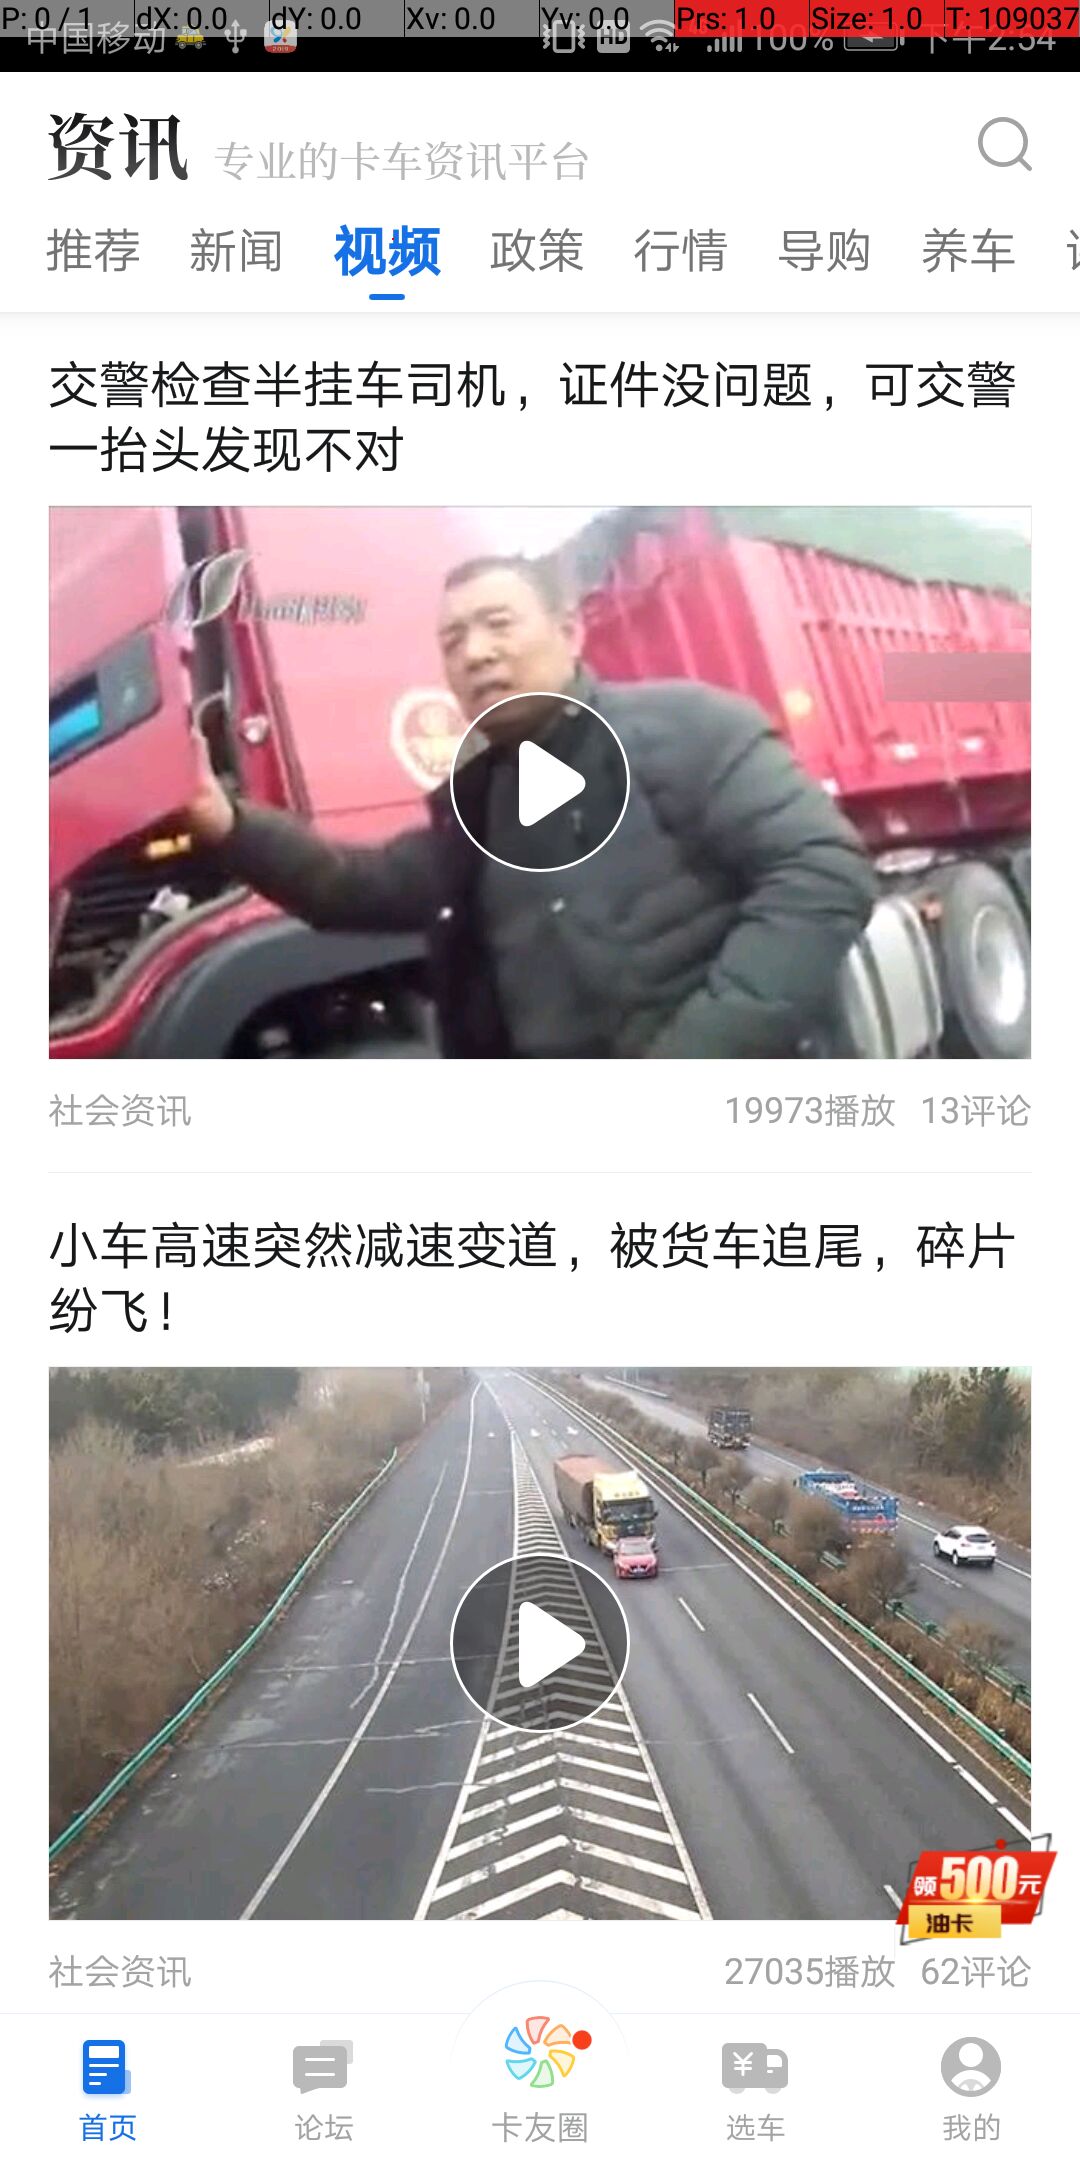 P: 0 / 1 dX: 0.0 dY: 0.0 Xv: 0.0 Yv: 0.0 Prs: 1.0 Size: 1.0 T: 109037
中国移动 HD 100% 下午2:54
资讯 专业的卡车资讯平台
推荐 新闻 视频 政策 行情 导购 养车
交警检查半挂车司机，证件没问题，可交警
一抬头发现不对
社会资讯 19973播放 13评论
小车高速突然减速变道，被货车追尾，碎片
纷飞！
领500元
油卡
社会资讯 27035播放 62评论
首页 论坛 卡友圈 选车 我的